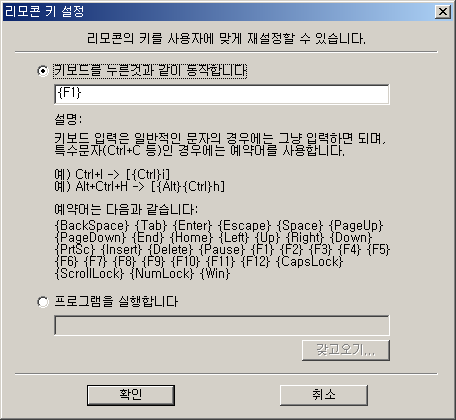 리모콘 키 설정
리모콘의 키를 사용자에 맞게 재설정할 수 있습니다.
키보드를 누른것과 같이 동작합니다
{F1}
설명:
키보드 입력은 일반적인 문자의 경우에는 그냥 입력하면 되며,
특수문자(Ctrl+C 등)인 경우에는 예약어를 사용합니다.
예) Ctrl+I -> [{Ctrl}i]
예) Alt+Ctrl+H -> [{Alt}{Ctrl}h]
예약어는 다음과 같습니다:
{BackSpace} {Tab} {Enter} {Escape} {Space} {PageUp}
{PageDown} {End} {Home} {Left} {Up} {Right} {Down}
{PrtSc} {Insert} {Delete} {Pause} {F1} {F2} {F3} {F4} {F5}
{F6} {F7} {F8} {F9} {F10} {F11} {F12} {CapsLock}
{ScrollLock} {NumLock} {Win}
프로그램을 실행합니다
갖고오기...
확인
취소